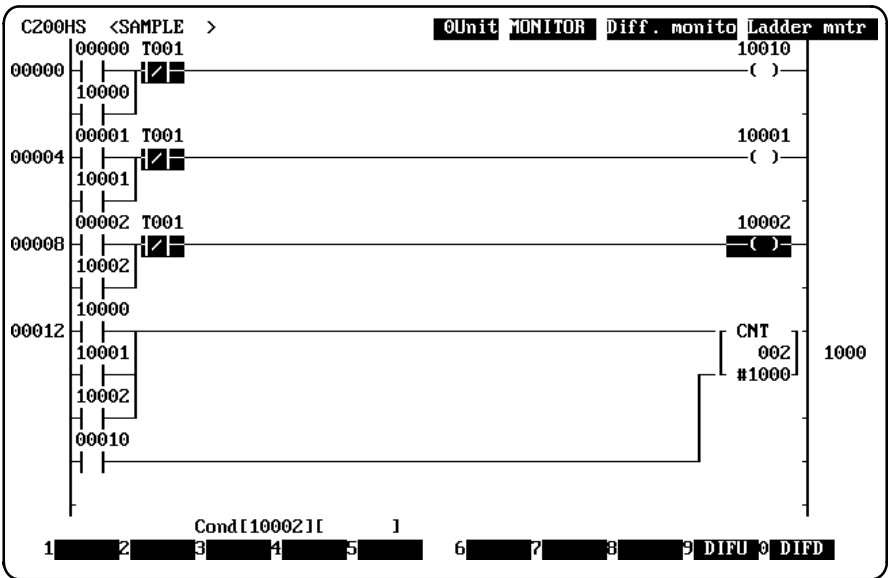 C200HS <SAMPLE > 0Unit MONITOR Diff. monito Ladder mntr
00000 T001 10010
00000
10000
00001 T001 10001
00004
10001
00002 T001 10002
00008
10002
10000
00012 CNT
10001 002 1000
10002 #1000
00010
Cond[10002][ ]
1 2 3 4 5 6 7 8 9 DIFU 0 DIFD